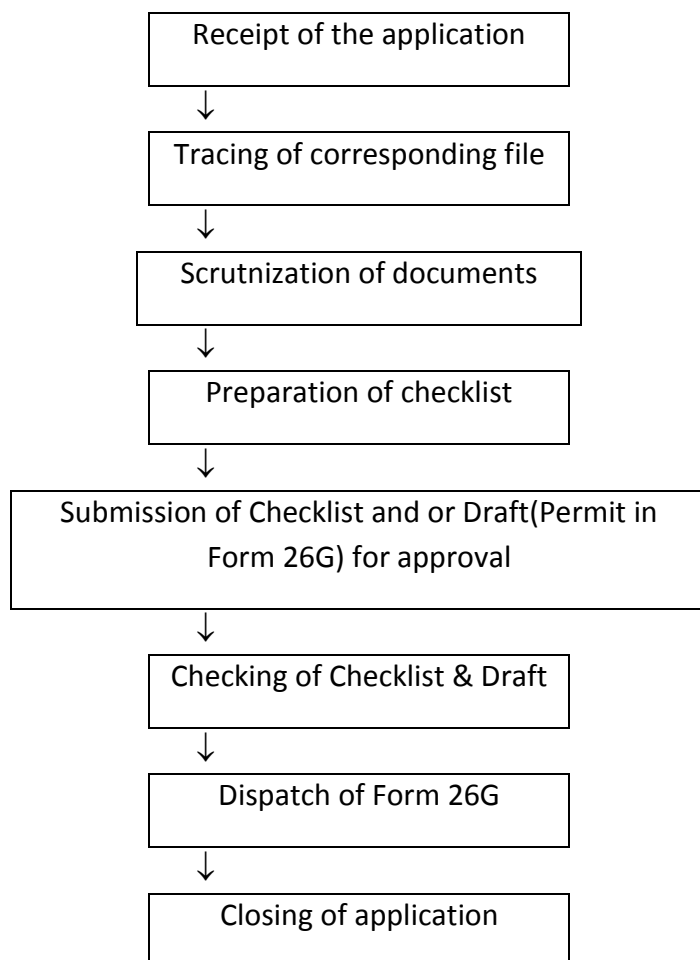 Receipt of the application
↓
Tracing of corresponding file
↓
Scrutnization of documents
↓
Preparation of checklist
↓
Submission of Checklist and or Draft(Permit in
Form 26G) for approval
↓
Checking of Checklist & Draft
↓
Dispatch of Form 26G
↓
Closing of application